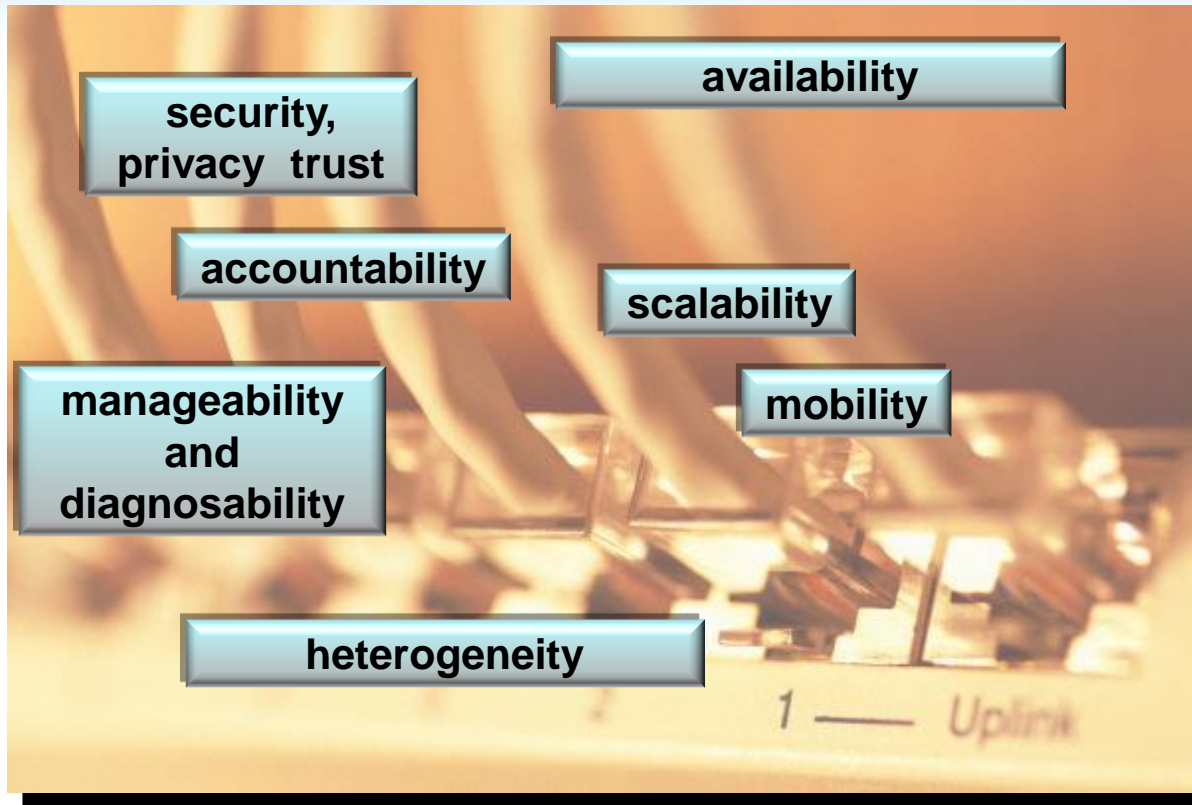 availability
security,
privacy trust
accountability
scalability
manageability
and
diagnosability
mobility
heterogeneity
1 Uplink